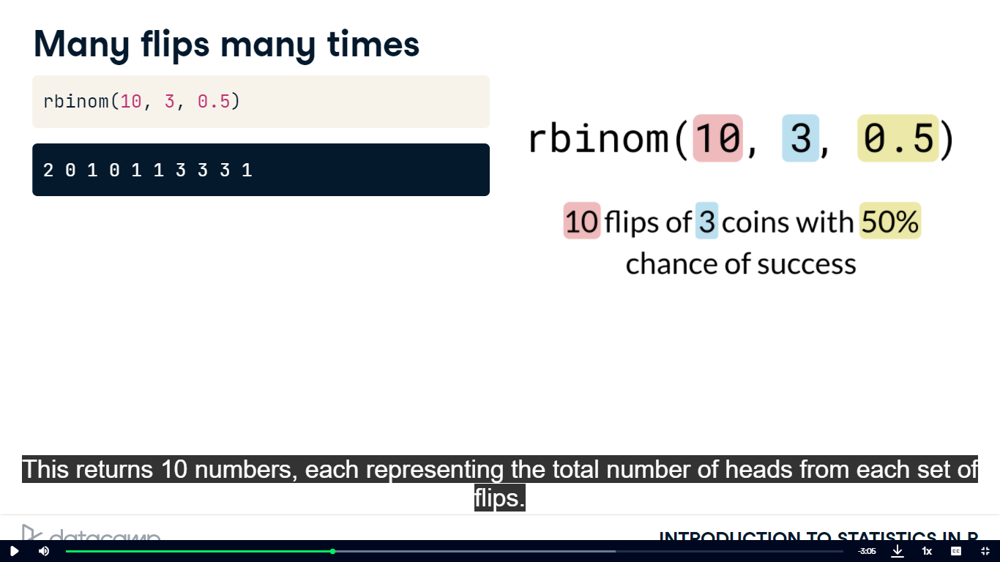 Many flips many times
rbinom(10, 3, 0.5)
2 0 1 0 1 1 3 3 3 1
rbinom(10, 3, 0.5)
10 flips of 3 coins with 50%
chance of success
This returns 10 numbers, each representing the total number of heads from each set of
flips.
datacamp
INTRODUCTION TO STATISTICS IN R
-3:05
1x
CC